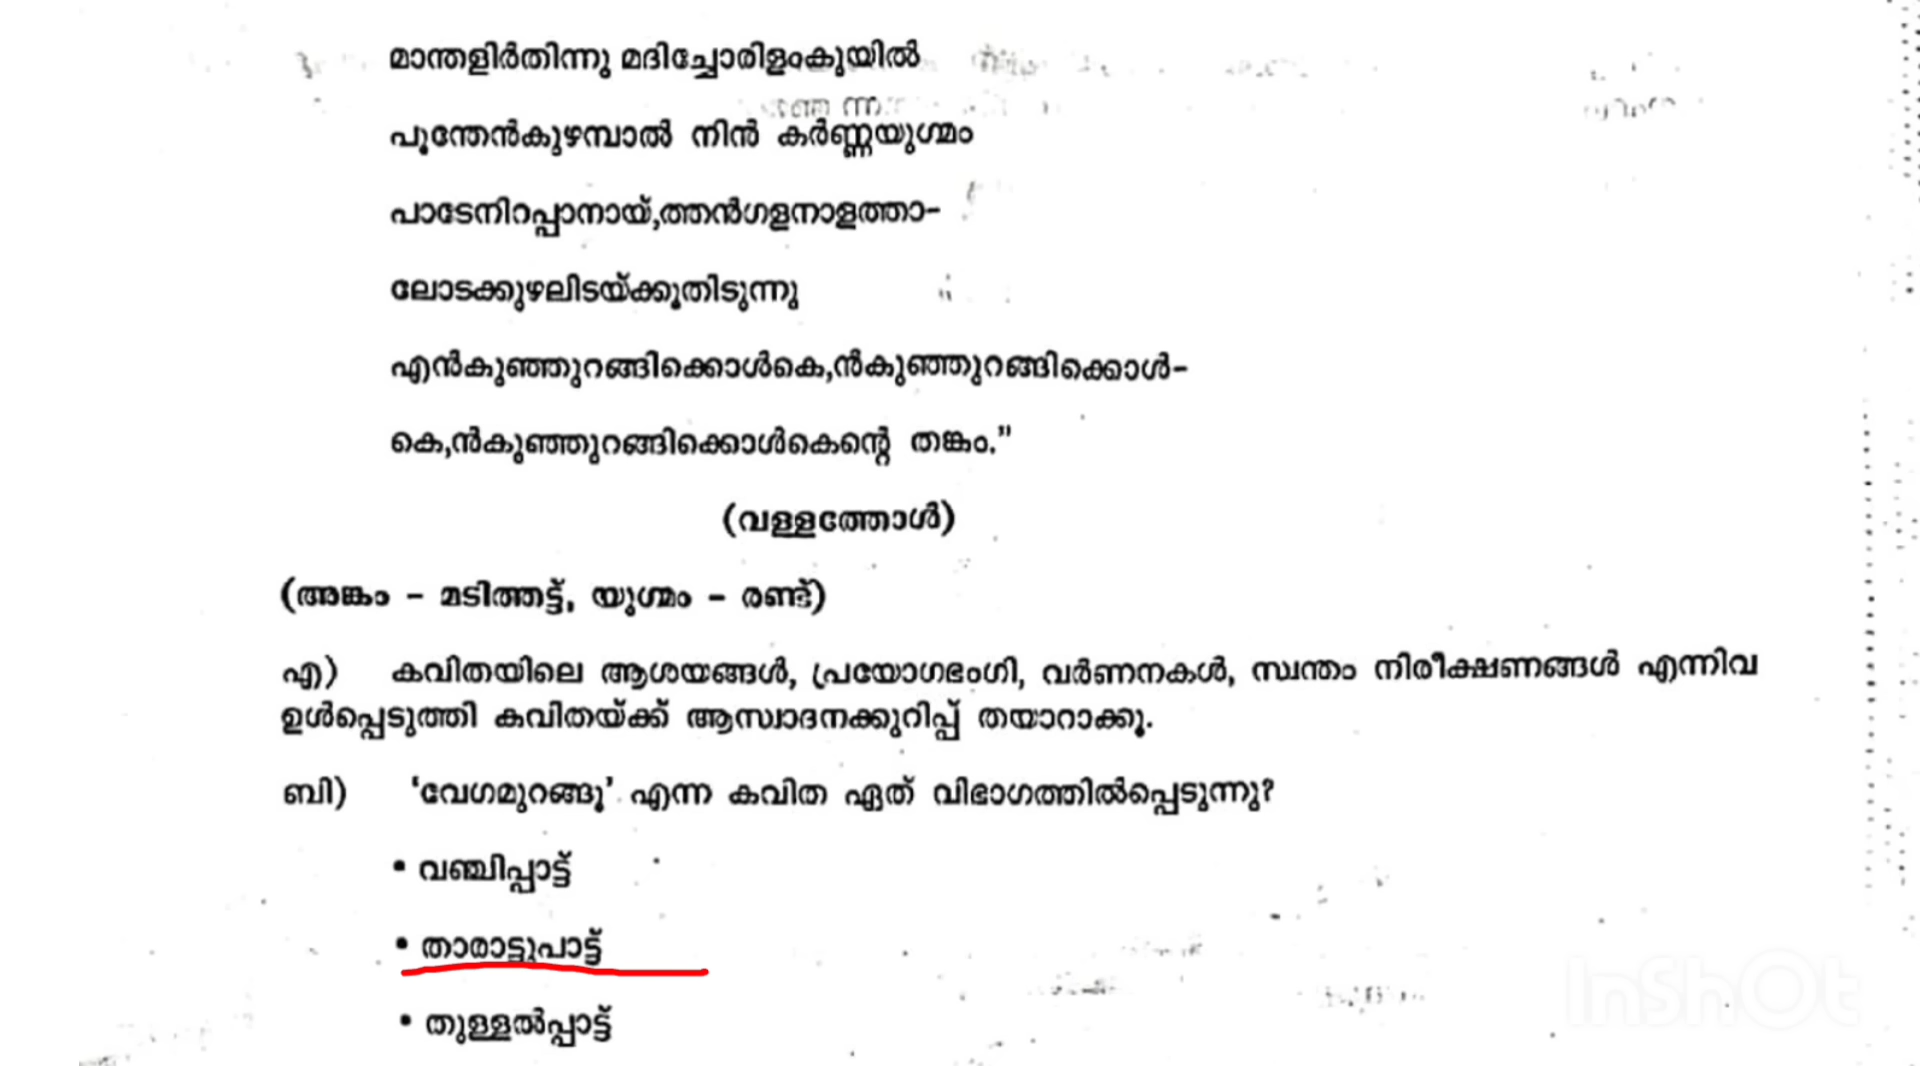 മാന്തളിർതിന്നു മദിച്ചോരിളംകുയിൽ
പൂന്തേൻകുഴമ്പാൽ നിൻ കർണ്ണയുഗ്മം
പാടേനിറപ്പാനായ്,ത്തൻഗളനാളത്താ-
ലോടക്കുഴലിടയ്ക്കൂതിടുന്നു
എൻകുഞ്ഞുറങ്ങിക്കൊൾകെ,ൻകുഞ്ഞുറങ്ങിക്കൊൾ-
കെ,ൻകുഞ്ഞുറങ്ങിക്കൊൾകെന്റെ തങ്കം."
(വള്ളത്തോൾ)
(അങ്കം - മടിത്തട്ട്, യുഗ്മം - രണ്ട്)
എ) കവിതയിലെ ആശയങ്ങൾ, പ്രയോഗഭംഗി, വർണനകൾ, സ്വന്തം നിരീക്ഷണങ്ങൾ എന്നിവ
ഉൾപ്പെടുത്തി കവിതയ്ക്ക് ആസ്വാദനക്കുറിപ്പ് തയാറാക്കൂ.
ബി) 'വേഗമുറങ്ങൂ' എന്ന കവിത ഏത് വിഭാഗത്തിൽപ്പെടുന്നു?
• വഞ്ചിപ്പാട്ട്
• താരാട്ടുപാട്ട്
• തുള്ളൽപ്പാട്ട്
InShOt